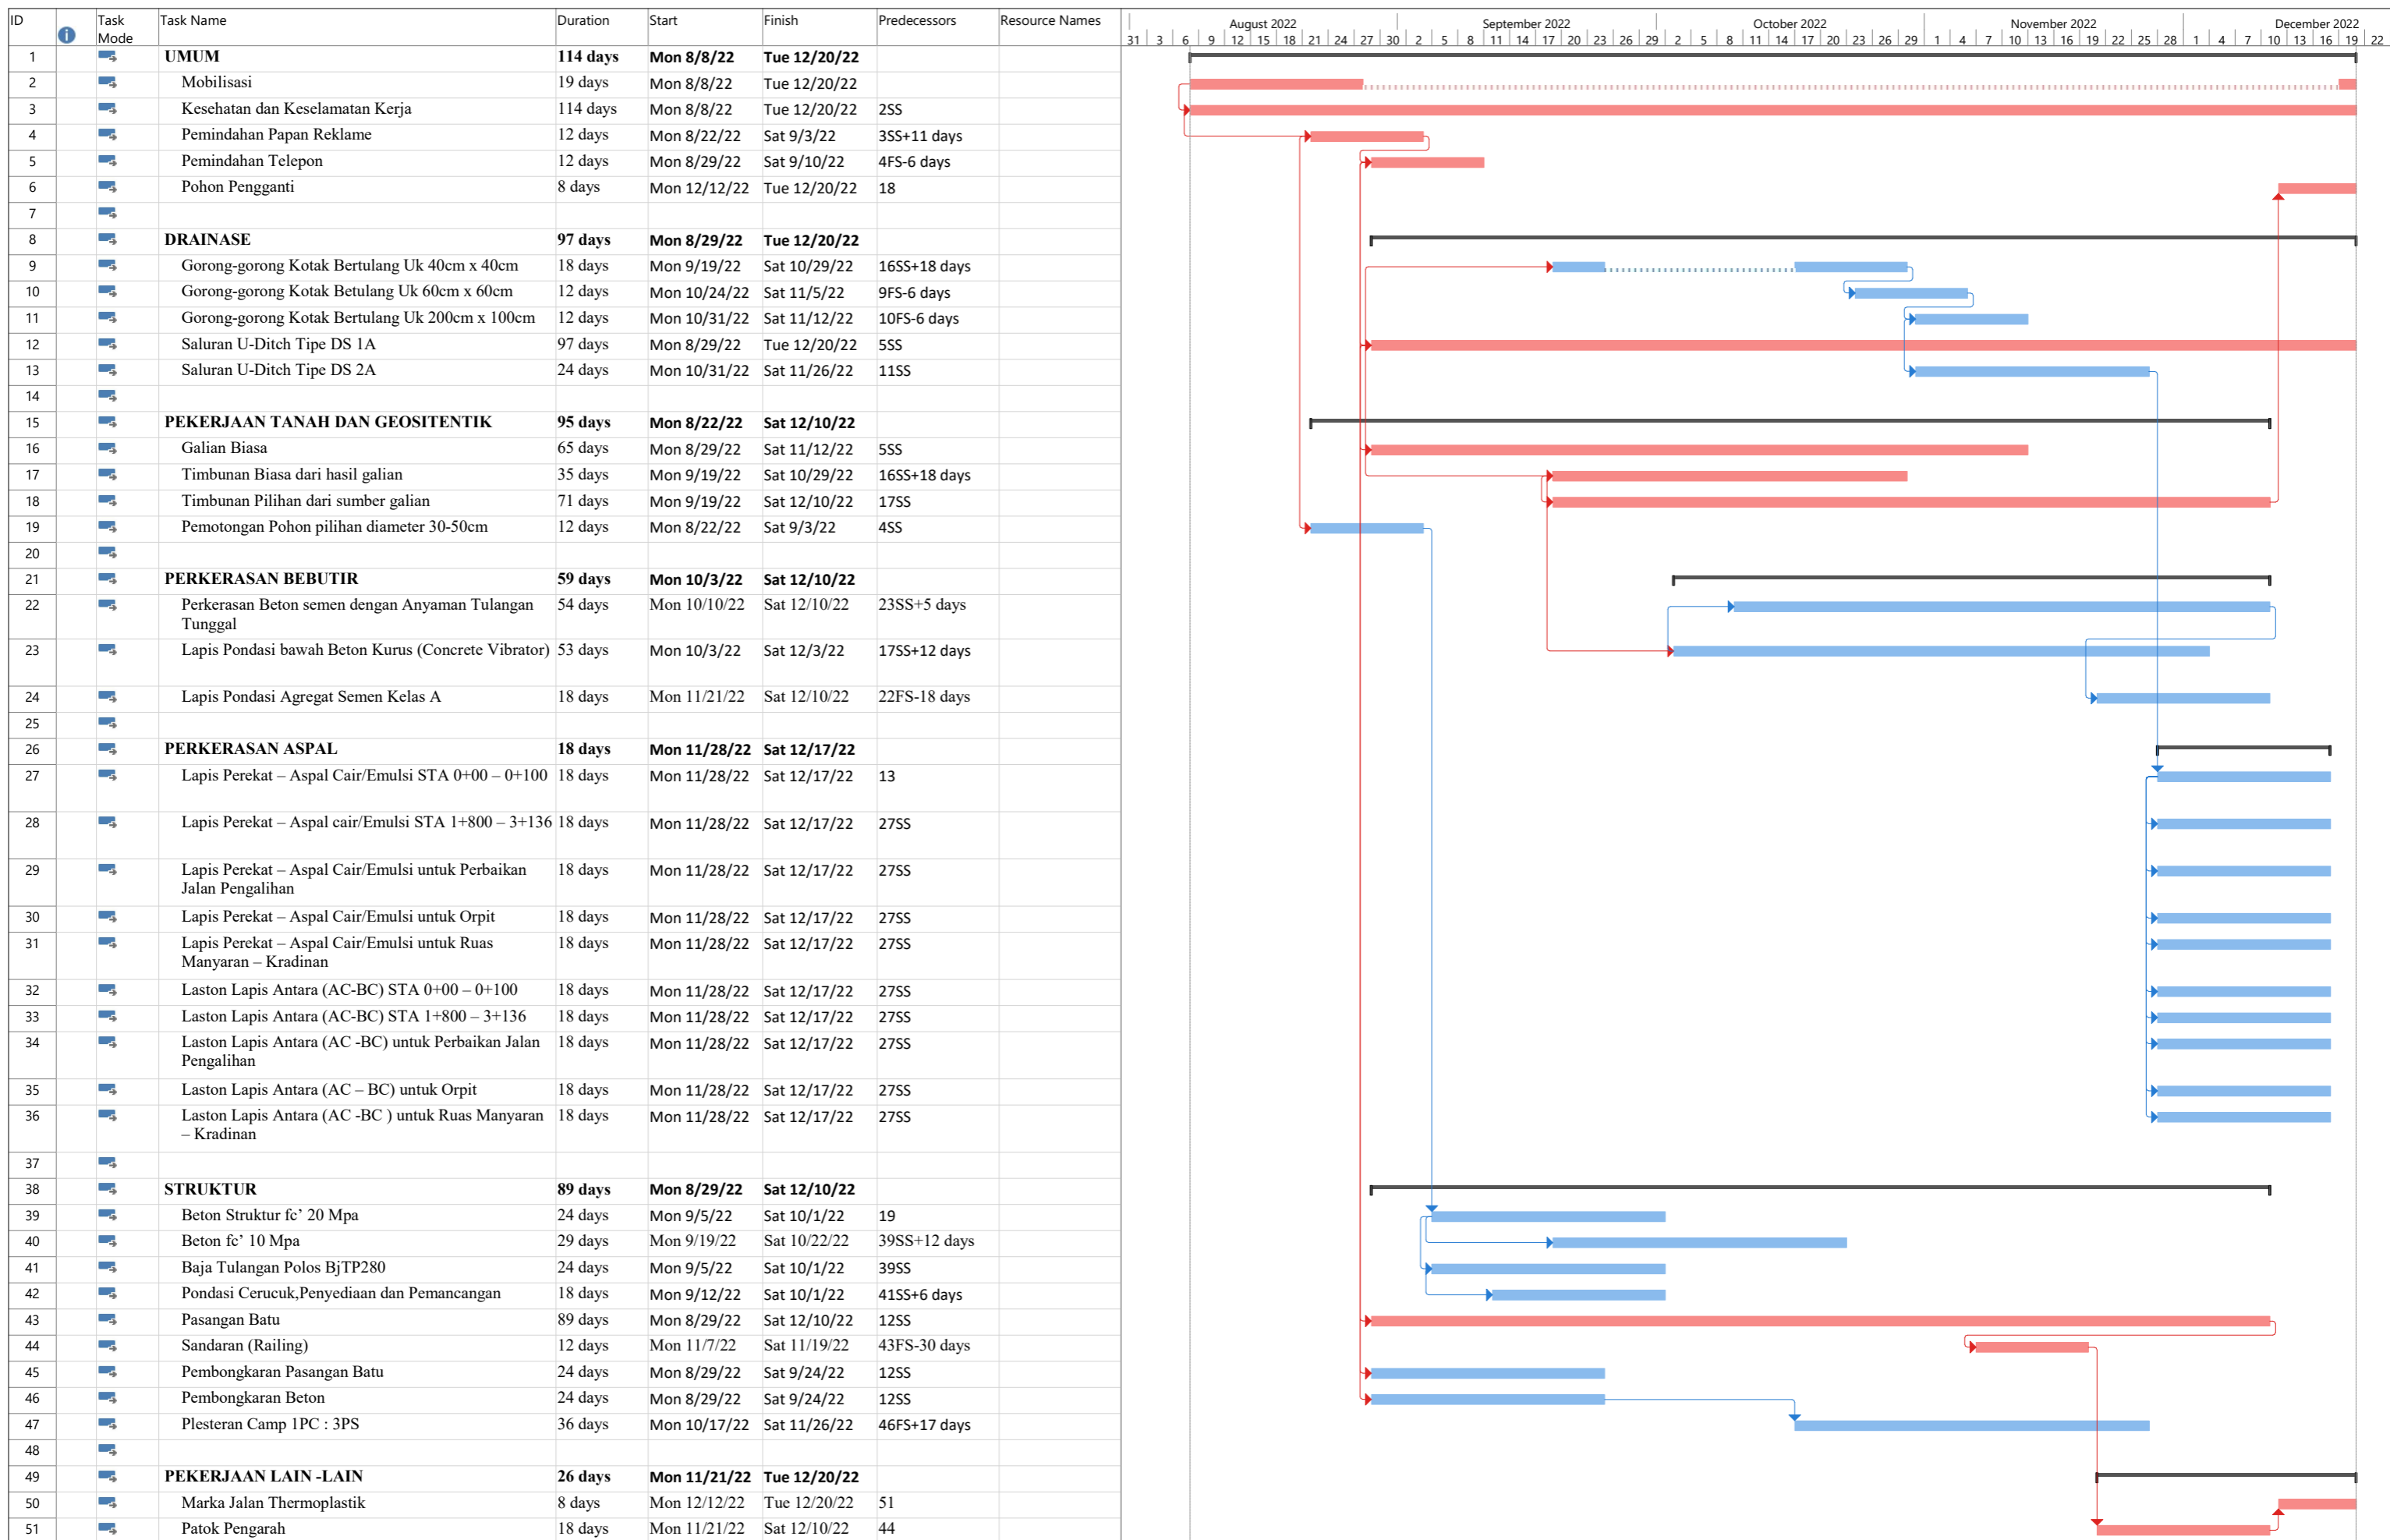 ID Task Mode Task Name Duration Start Finish Predecessors Resource Names
August 2022 September 2022 October 2022 November 2022 December 2022
31 3 6 9 12 15 18 21 24 27 30 2 5 8 11 14 17 20 23 26 29 2 5 8 11 14 17 20 23 26 29 1 4 7 10 13 16 19 22 25 28 1 4 7 10 13 16 19 22
1 UMUM 114 days Mon 8/8/22 Tue 12/20/22
2 Mobilisasi 19 days Mon 8/8/22 Tue 12/20/22
3 Kesehatan dan Keselamatan Kerja 114 days Mon 8/8/22 Tue 12/20/22 2SS
4 Pemindahan Papan Reklame 12 days Mon 8/22/22 Sat 9/3/22 3SS+11 days
5 Pemindahan Telepon 12 days Mon 8/29/22 Sat 9/10/22 4FS-6 days
6 Pohon Pengganti 8 days Mon 12/12/22 Tue 12/20/22 18
7
8 DRAINASE 97 days Mon 8/29/22 Tue 12/20/22
9 Gorong-gorong Kotak Bertulang Uk 40cm x 40cm 18 days Mon 9/19/22 Sat 10/29/22 16SS+18 days
10 Gorong-gorong Kotak Betulang Uk 60cm x 60cm 12 days Mon 10/24/22 Sat 11/5/22 9FS-6 days
11 Gorong-gorong Kotak Bertulang Uk 200cm x 100cm 12 days Mon 10/31/22 Sat 11/12/22 10FS-6 days
12 Saluran U-Ditch Tipe DS 1A 97 days Mon 8/29/22 Tue 12/20/22 5SS
13 Saluran U-Ditch Tipe DS 2A 24 days Mon 10/31/22 Sat 11/26/22 11SS
14
15 PEKERJAAN TANAH DAN GEOSITENTIK 95 days Mon 8/22/22 Sat 12/10/22
16 Galian Biasa 65 days Mon 8/29/22 Sat 11/12/22 5SS
17 Timbunan Biasa dari hasil galian 35 days Mon 9/19/22 Sat 10/29/22 16SS+18 days
18 Timbunan Pilihan dari sumber galian 71 days Mon 9/19/22 Sat 12/10/22 17SS
19 Pemotongan Pohon pilihan diameter 30-50cm 12 days Mon 8/22/22 Sat 9/3/22 4SS
20
21 PERKERASAN BEBUTIR 59 days Mon 10/3/22 Sat 12/10/22
22 Perkerasan Beton semen dengan Anyaman Tulangan 54 days Mon 10/10/22 Sat 12/10/22 23SS+5 days
Tunggal
23 Lapis Pondasi bawah Beton Kurus (Concrete Vibrator) 53 days Mon 10/3/22 Sat 12/3/22 17SS+12 days
24 Lapis Pondasi Agregat Semen Kelas A 18 days Mon 11/21/22 Sat 12/10/22 22FS-18 days
25
26 PERKERASAN ASPAL 18 days Mon 11/28/22 Sat 12/17/22
27 Lapis Perekat – Aspal Cair/Emulsi STA 0+00 – 0+100 18 days Mon 11/28/22 Sat 12/17/22 13
28 Lapis Perekat – Aspal cair/Emulsi STA 1+800 – 3+136 18 days Mon 11/28/22 Sat 12/17/22 27SS
29 Lapis Perekat – Aspal Cair/Emulsi untuk Perbaikan 18 days Mon 11/28/22 Sat 12/17/22 27SS
Jalan Pengalihan
30 Lapis Perekat – Aspal Cair/Emulsi untuk Orpit 18 days Mon 11/28/22 Sat 12/17/22 27SS
31 Lapis Perekat – Aspal Cair/Emulsi untuk Ruas 18 days Mon 11/28/22 Sat 12/17/22 27SS
Manyaran – Kradinan
32 Laston Lapis Antara (AC-BC) STA 0+00 – 0+100 18 days Mon 11/28/22 Sat 12/17/22 27SS
33 Laston Lapis Antara (AC-BC) STA 1+800 – 3+136 18 days Mon 11/28/22 Sat 12/17/22 27SS
34 Laston Lapis Antara (AC -BC) untuk Perbaikan Jalan 18 days Mon 11/28/22 Sat 12/17/22 27SS
Pengalihan
35 Laston Lapis Antara (AC – BC) untuk Orpit 18 days Mon 11/28/22 Sat 12/17/22 27SS
36 Laston Lapis Antara (AC -BC ) untuk Ruas Manyaran 18 days Mon 11/28/22 Sat 12/17/22 27SS
– Kradinan
37
38 STRUKTUR 89 days Mon 8/29/22 Sat 12/10/22
39 Beton Struktur fc’ 20 Mpa 24 days Mon 9/5/22 Sat 10/1/22 19
40 Beton fc’ 10 Mpa 29 days Mon 9/19/22 Sat 10/22/22 39SS+12 days
41 Baja Tulangan Polos BjTP280 24 days Mon 9/5/22 Sat 10/1/22 39SS
42 Pondasi Cerucuk,Penyediaan dan Pemancangan 18 days Mon 9/12/22 Sat 10/1/22 41SS+6 days
43 Pasangan Batu 89 days Mon 8/29/22 Sat 12/10/22 12SS
44 Sandaran (Railing) 12 days Mon 11/7/22 Sat 11/19/22 43FS-30 days
45 Pembongkaran Pasangan Batu 24 days Mon 8/29/22 Sat 9/24/22 12SS
46 Pembongkaran Beton 24 days Mon 8/29/22 Sat 9/24/22 12SS
47 Plesteran Camp 1PC : 3PS 36 days Mon 10/17/22 Sat 11/26/22 46FS+17 days
48
49 PEKERJAAN LAIN -LAIN 26 days Mon 11/21/22 Tue 12/20/22
50 Marka Jalan Thermoplastik 8 days Mon 12/12/22 Tue 12/20/22 51
51 Patok Pengarah 18 days Mon 11/21/22 Sat 12/10/22 44